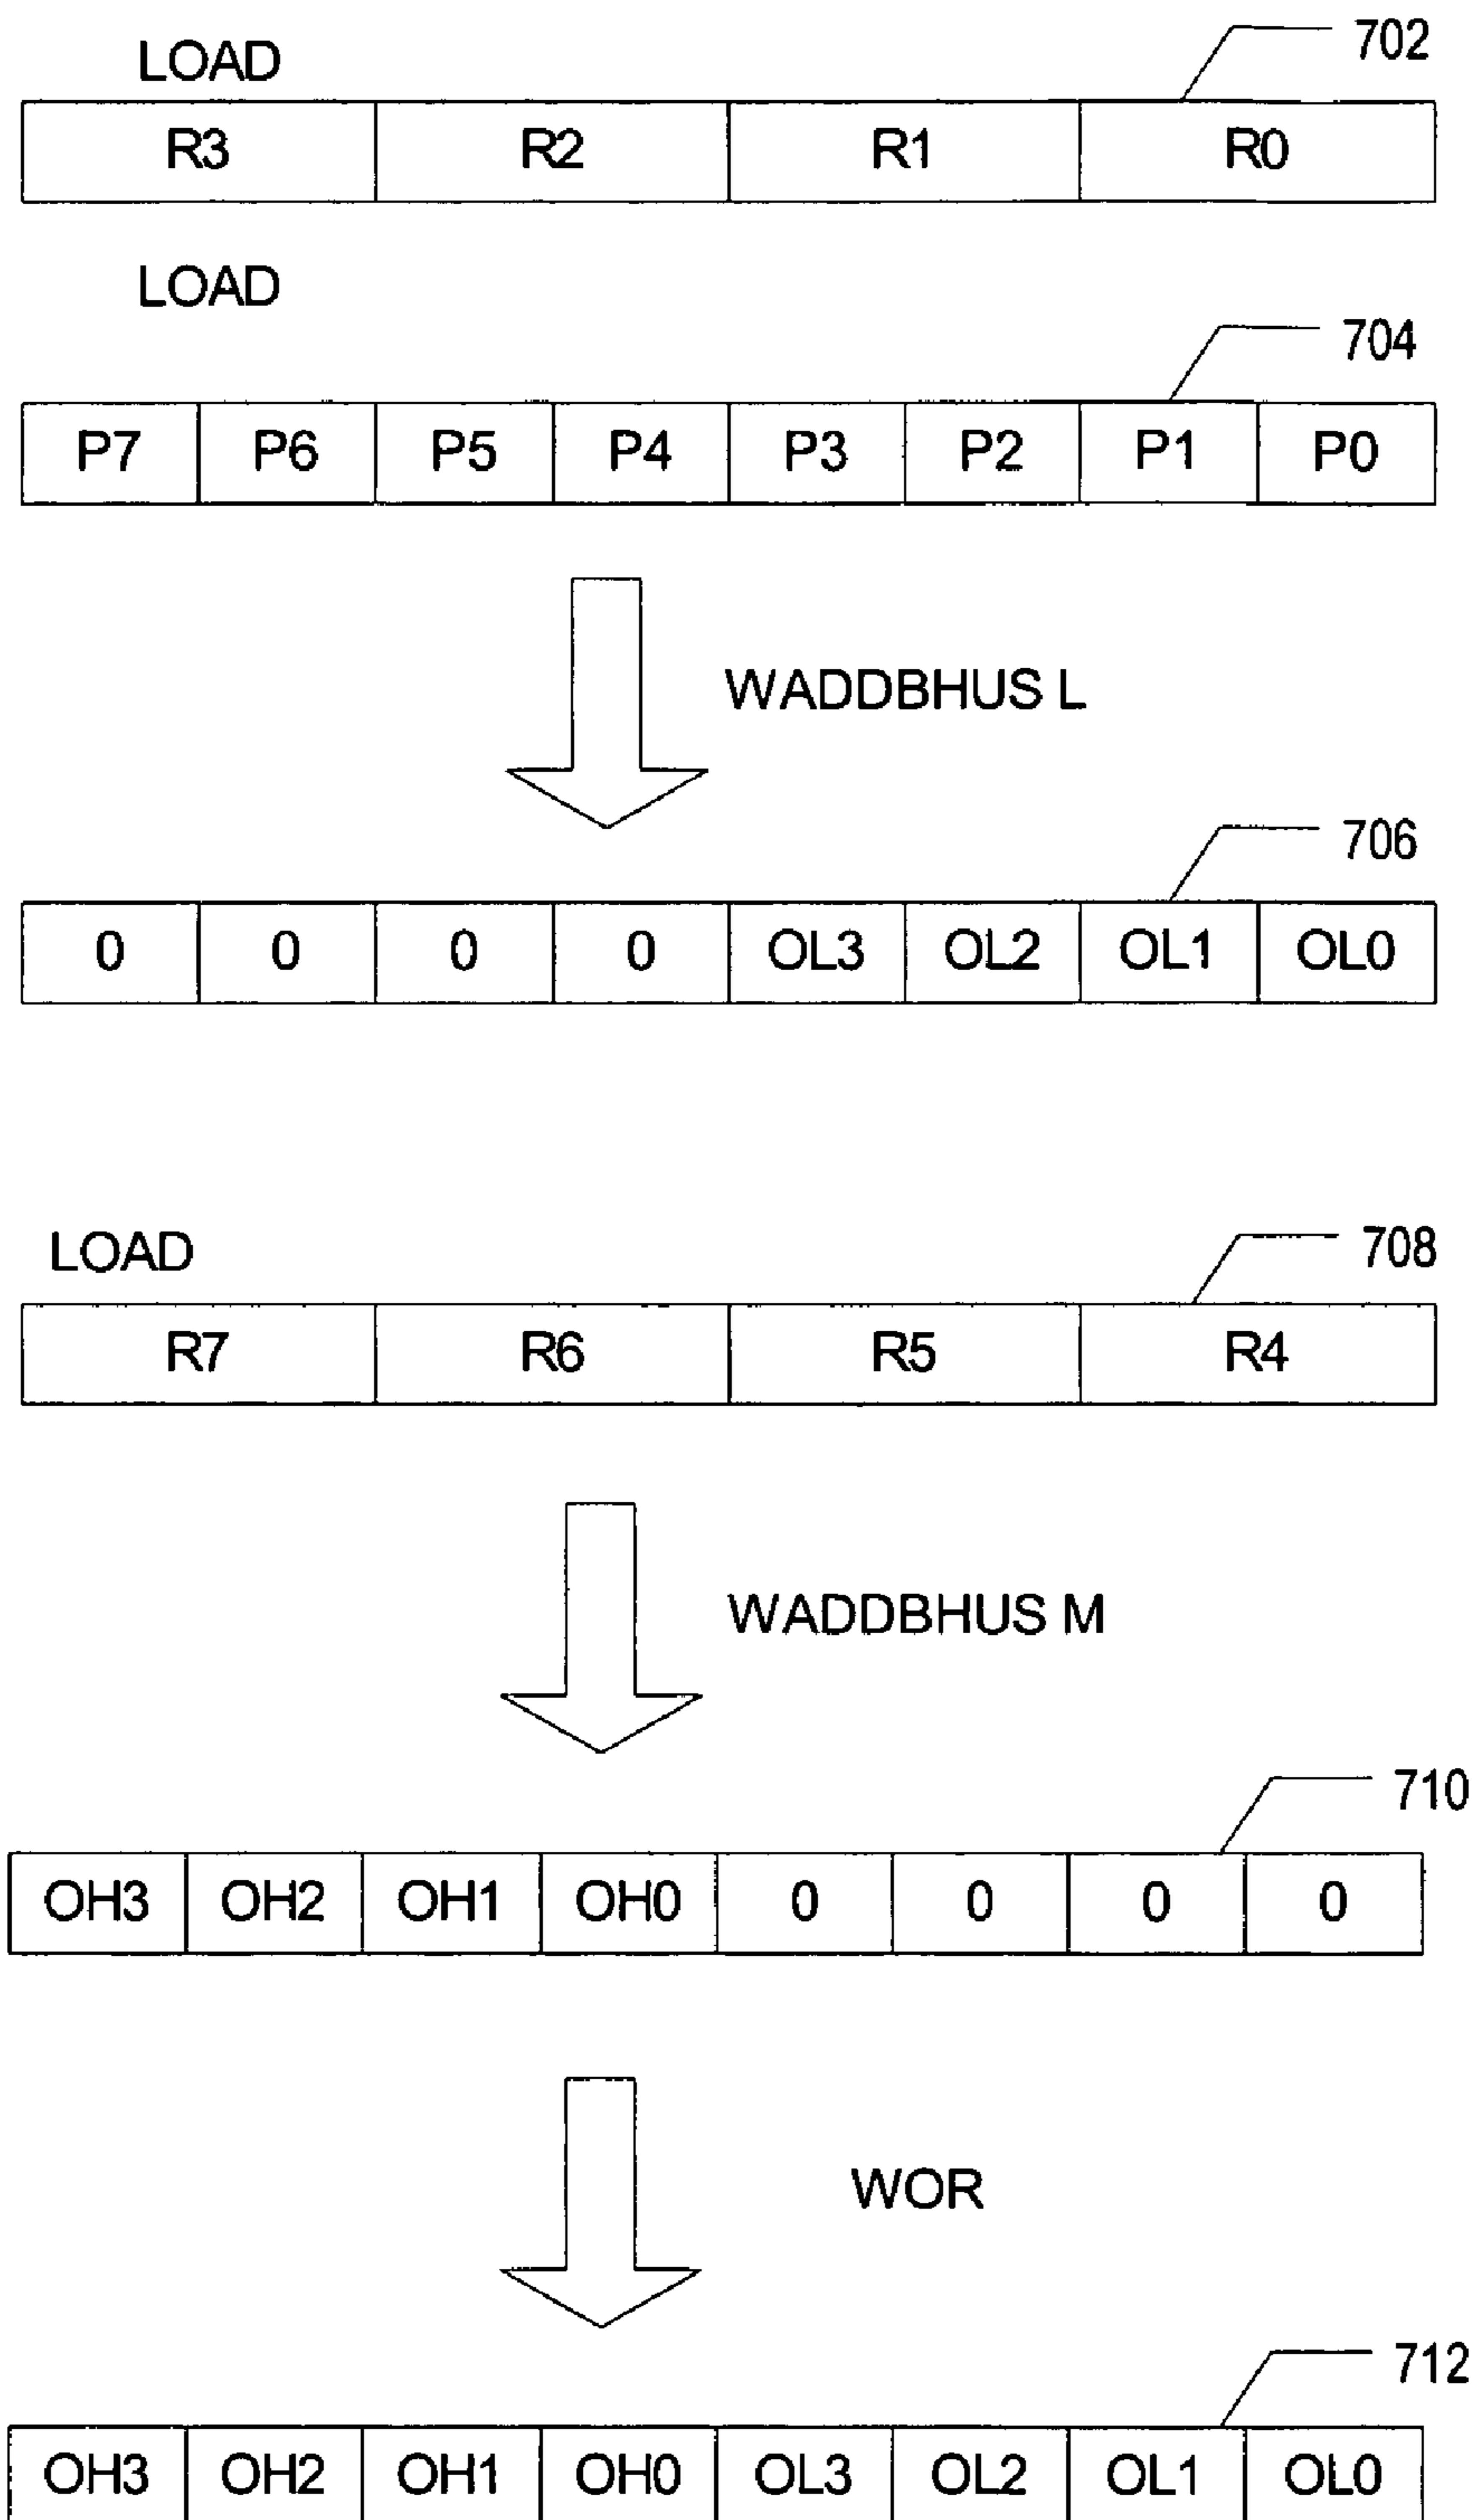 702
LOAD
R3 R2 R1 R0
LOAD
704
P7 P6 P5 P4 P3 P2 P1 P0
WADDBHUS L
706
0 0 0 0 OL3 OL2 OL1 OL0
LOAD
708
R7 R6 R5 R4
WADDBHUS M
710
OH3 OH2 OH1 OH0 0 0 0 0
WOR
712
OH3 OH2 OH1 OH0 OL3 OL2 OL1 OL0